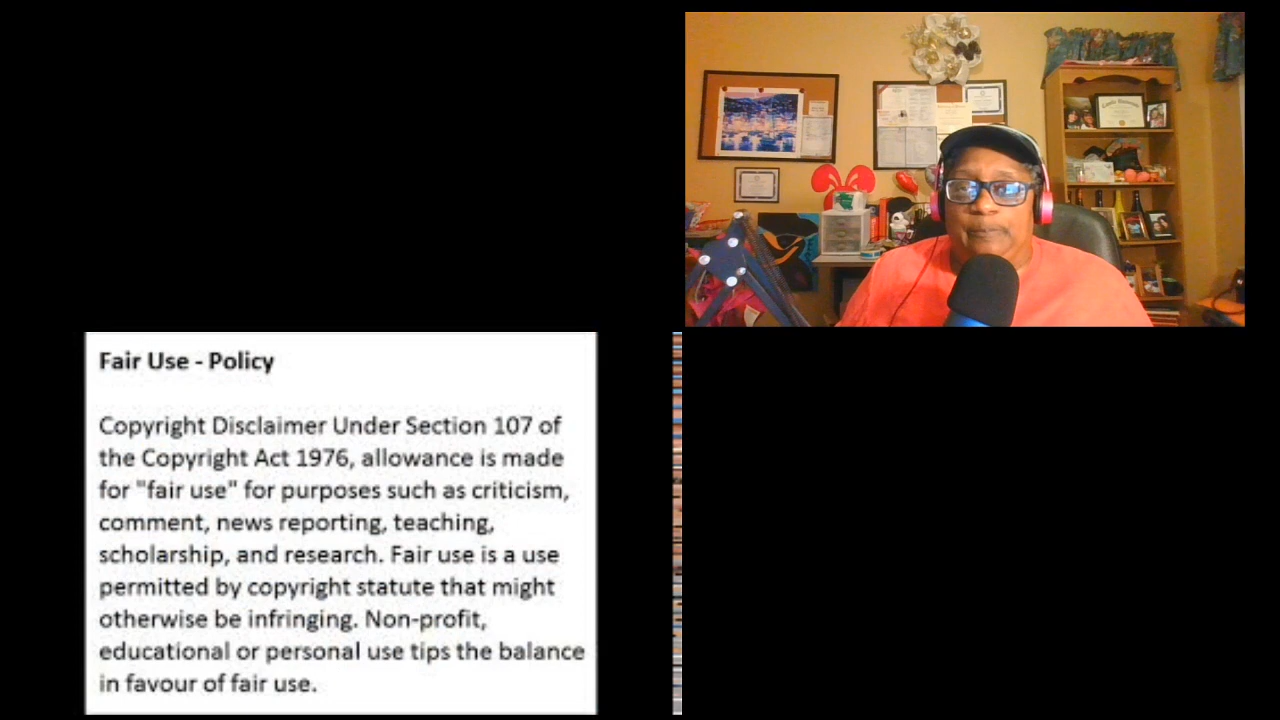 Fair Use - Policy
Copyright Disclaimer Under Section 107 of
the Copyright Act 1976, allowance is made
for "fair use" for purposes such as criticism,
comment, news reporting, teaching,
scholarship, and research. Fair use is a use
permitted by copyright statute that might
otherwise be infringing. Non-profit,
educational or personal use tips the balance
in favour of fair use.